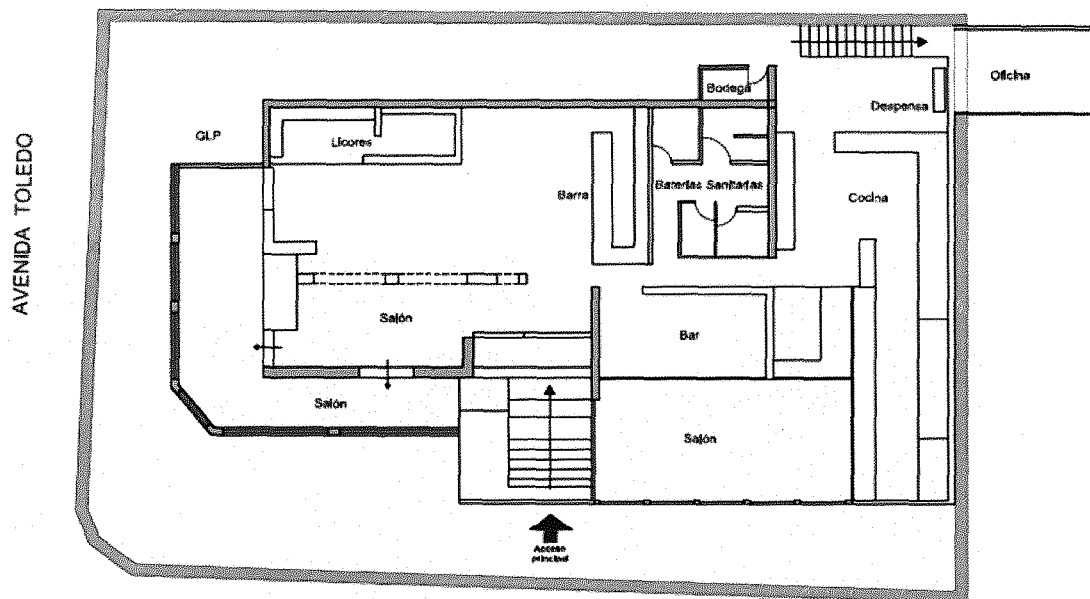 Oficina
Bodega
Despensa
GLP
Licores
Baterías Sanitarias
Barra
Cocina
AVENIDA TOLEDO
Salón
Bar
Salón
Salón
Acceso
principal